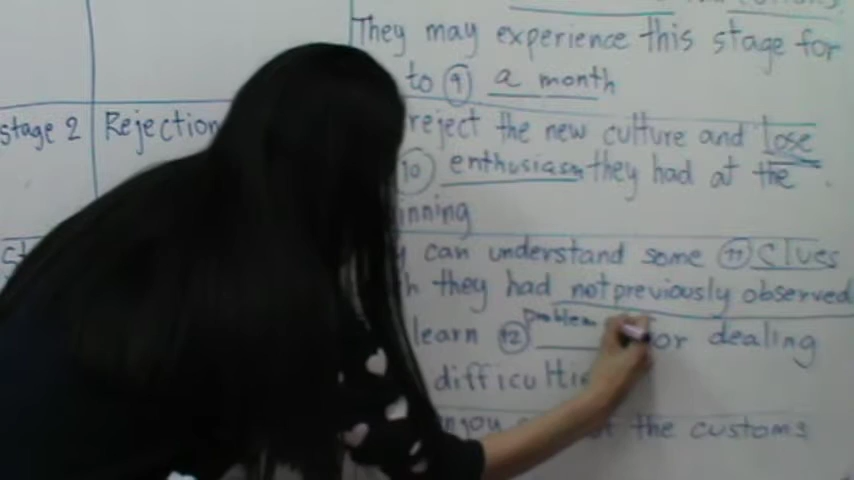 They may experience this stage for
to 9 a month
stage 2 Rejection reject the new culture and lose
10 enthusiasm they had at the
inning
can understand some 11 clues
they had not previously observed
problem
learn 12 or dealing
difficultie
the customs